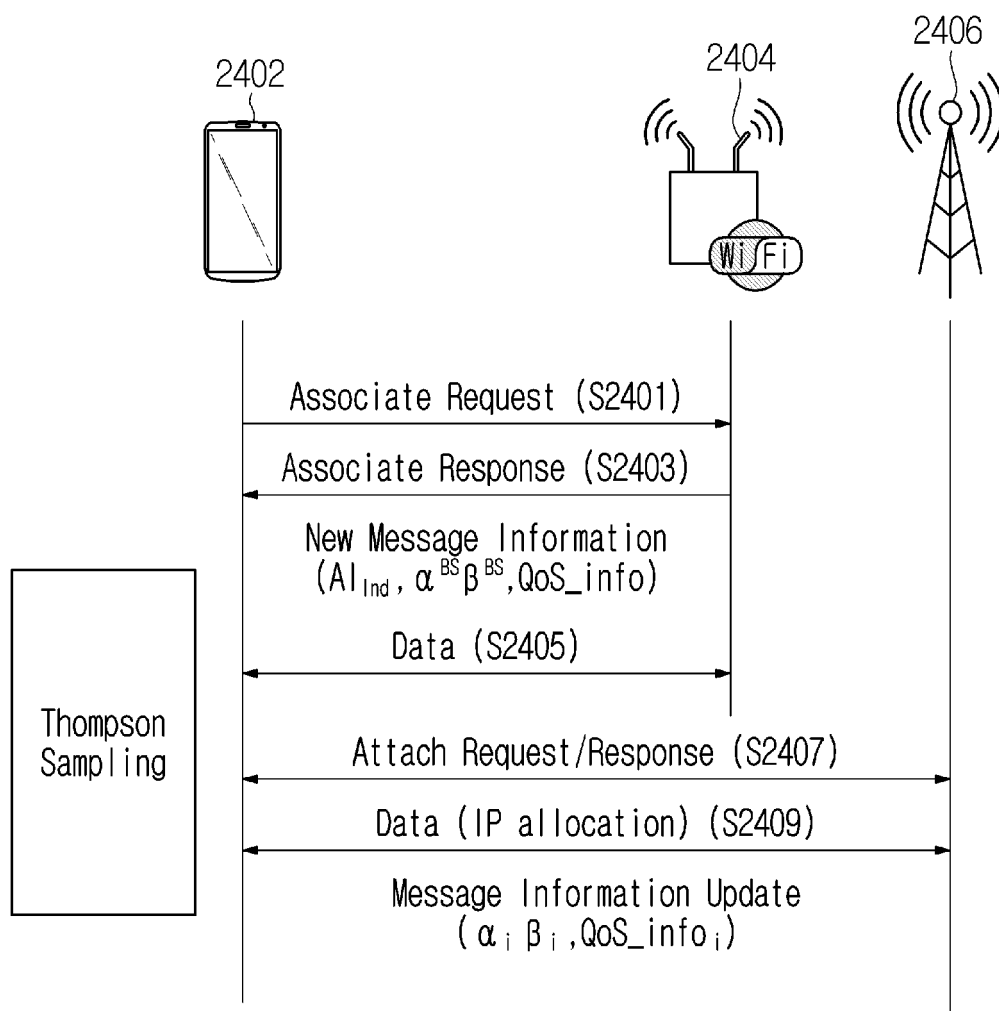 2402
2404
2406
Wi Fi
Associate Request (S2401)
Associate Response (S2403)
New Message Information
(AI_Ind, α^BS β^BS, QoS_info)
Data (S2405)
Thompson
Sampling
Attach Request/Response (S2407)
Data (IP allocation) (S2409)
Message Information Update
(α_i β_i, QoS_info_i)